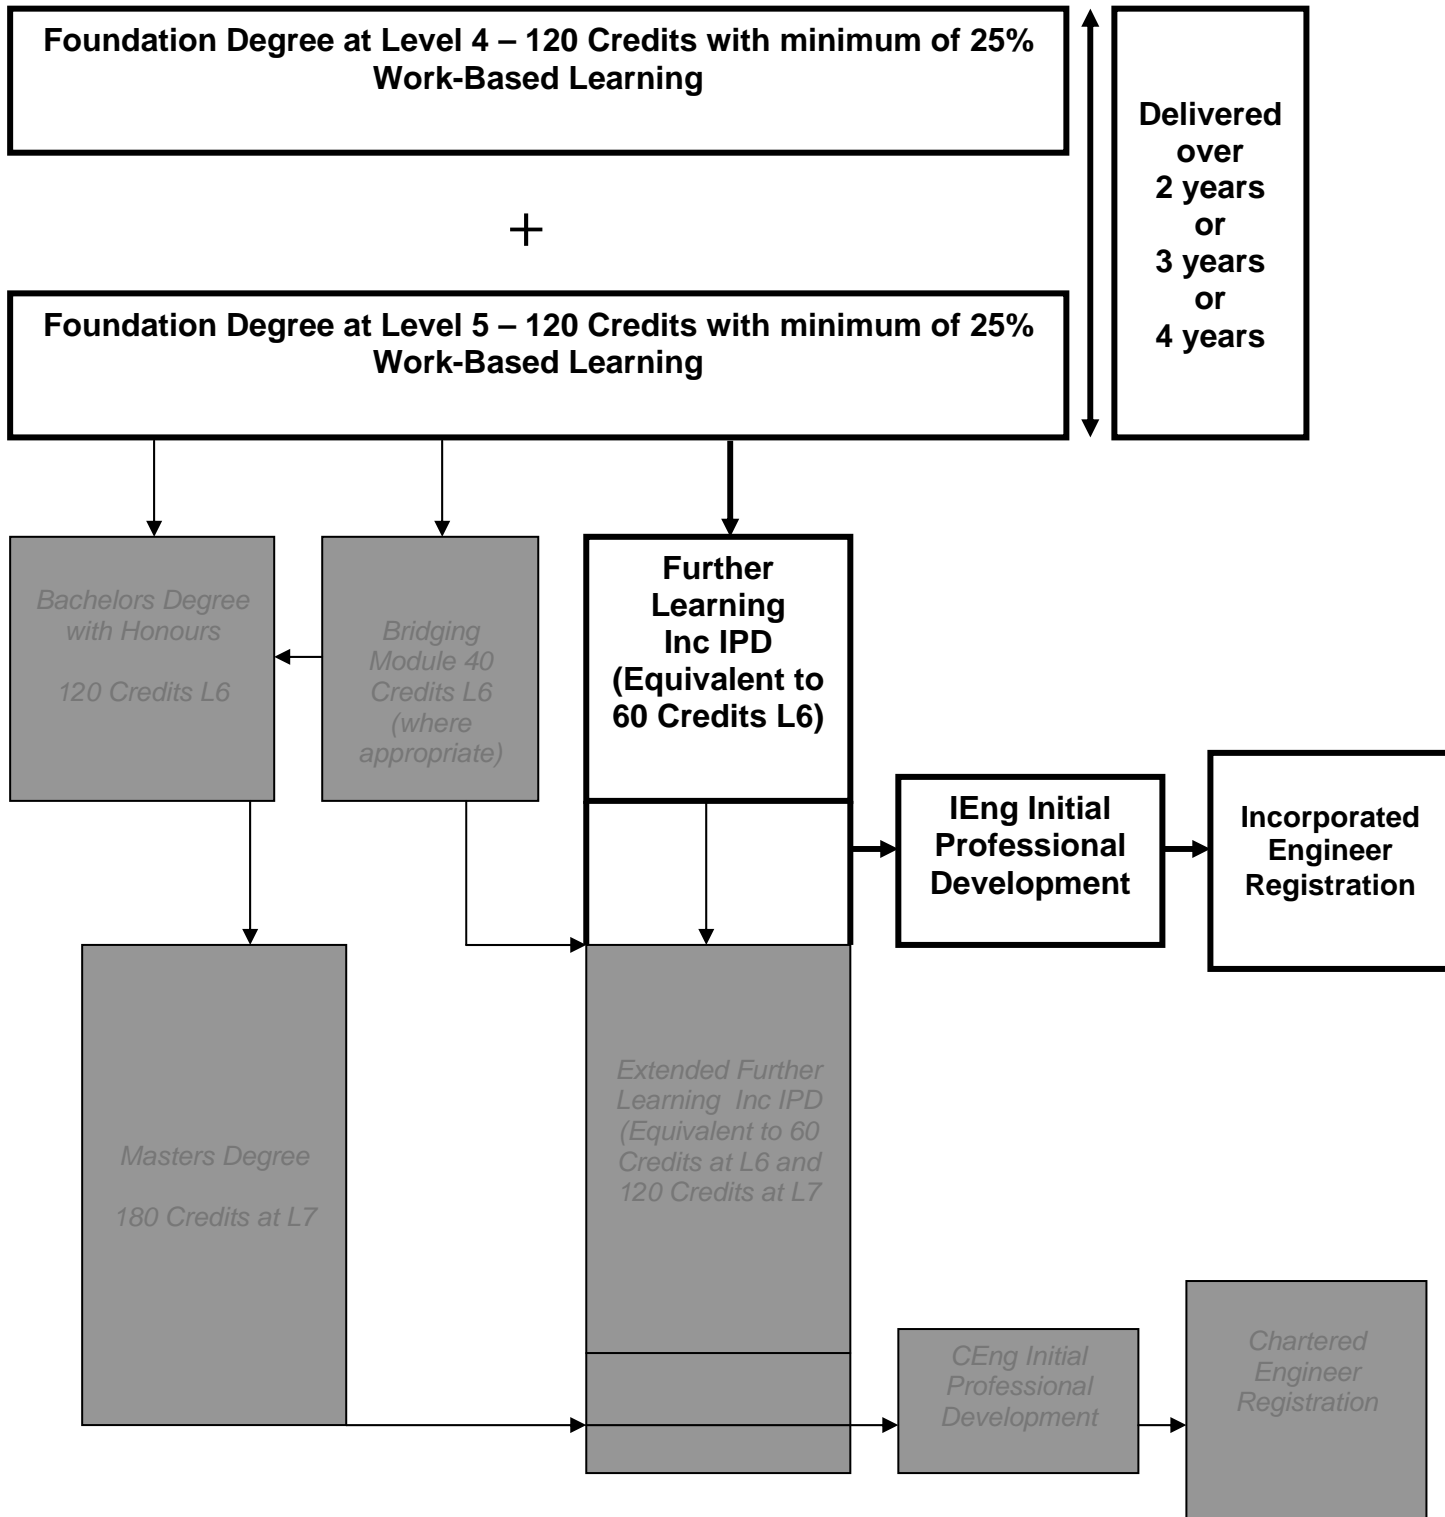 Foundation Degree at Level 4 – 120 Credits with minimum of 25%
Work-Based Learning
Delivered
over
2 years
or
3 years
or
4 years
+
Foundation Degree at Level 5 – 120 Credits with minimum of 25%
Work-Based Learning
Bachelors Degree
with Honours
120 Credits L6
Bridging
Module 40
Credits L6
(where
appropriate)
Further
Learning
Inc IPD
(Equivalent to
60 Credits L6)
IEng Initial
Professional
Development
Incorporated
Engineer
Registration
Masters Degree
180 Credits at L7
Extended Further
Learning Inc IPD
(Equivalent to 60
Credits at L6 and
120 Credits at L7
CEng Initial
Professional
Development
Chartered
Engineer
Registration